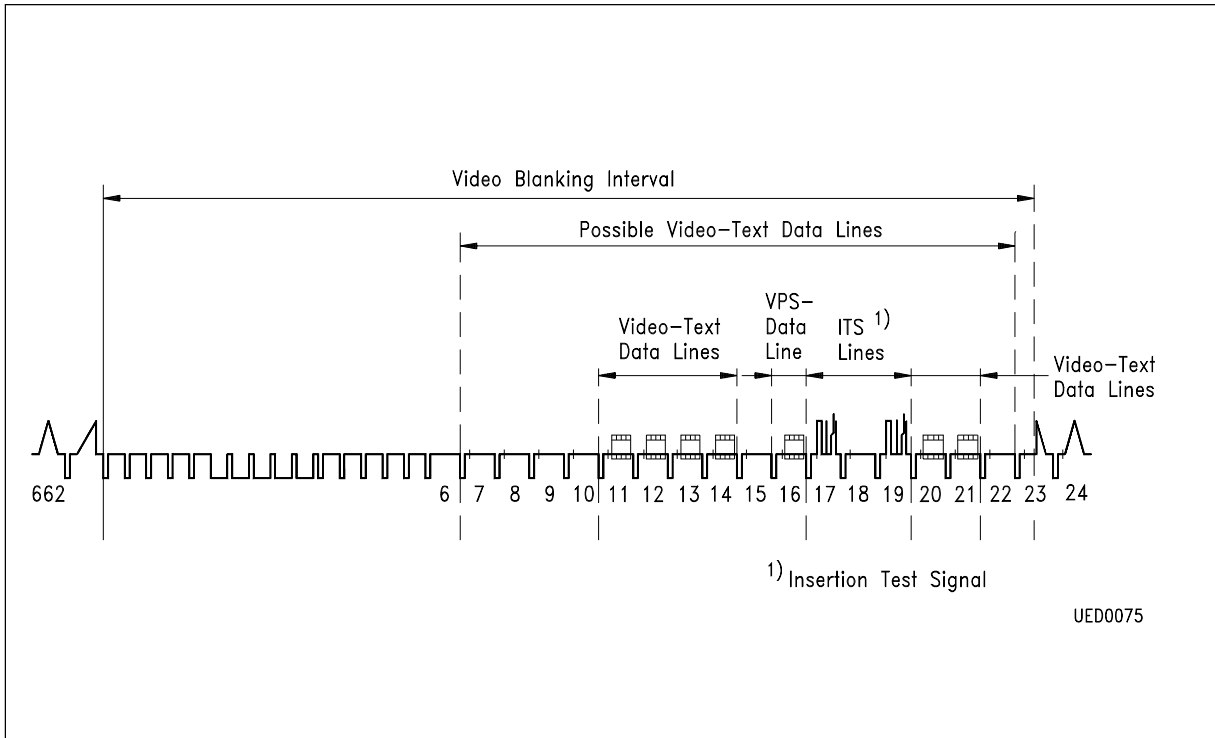 Video Blanking Interval
Possible Video-Text Data Lines
Video-Text
Data Lines
VPS-
Data
Line
ITS 1)
Lines
Video-Text
Data Lines
662 6 7 8 9 10 11 12 13 14 15 16 17 18 19 20 21 22 23 24
1) Insertion Test Signal
UED0075